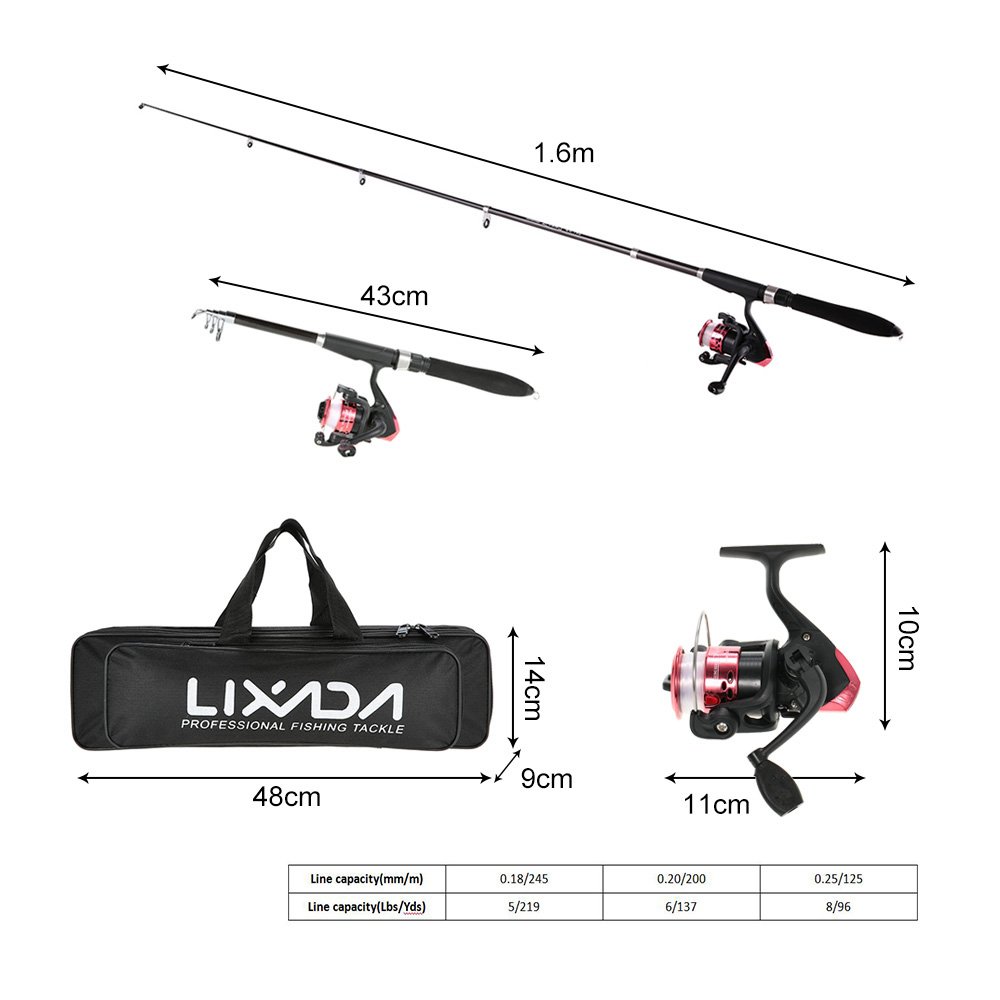 1.6m
43cm
LIXADA
PROFESSIONAL FISHING TACKLE
14cm
9cm
48cm
10cm
11cm
Line capacity(mm/m) 0.18/245 0.20/200 0.25/125
Line capacity(Lbs/Yds) 5/219 6/137 8/96